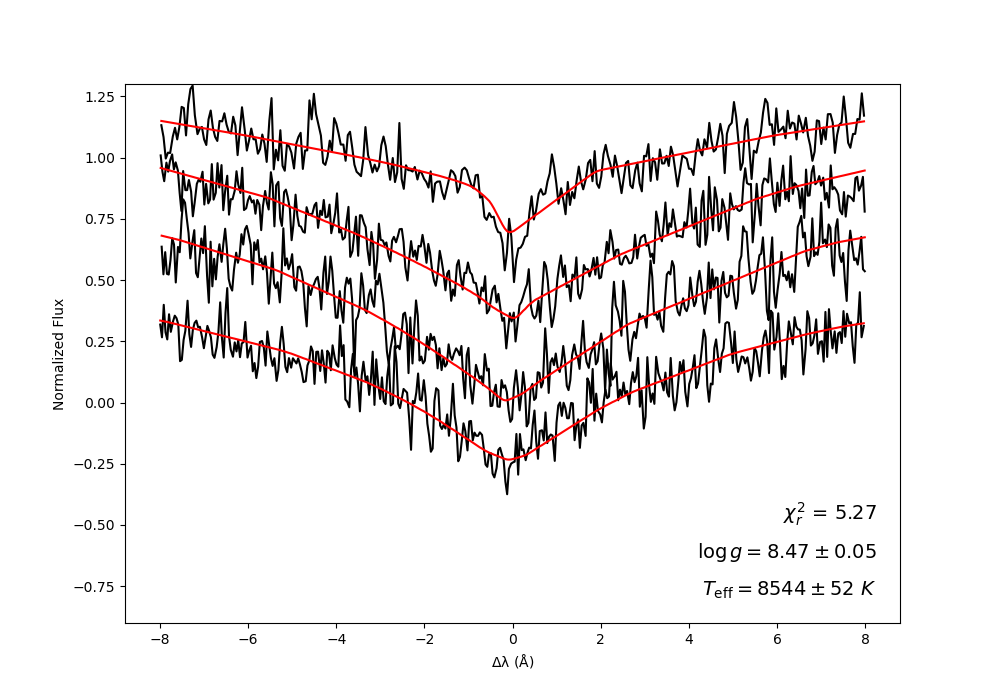 1.25
1.00
0.75
0.50
0.25
0.00
−0.25
−0.50
−0.75
Normalized Flux
χ²ᵣ = 5.27
log g = 8.47 ± 0.05
T_eff = 8544 ± 52 K
−8 −6 −4 −2 0 2 4 6 8
Δλ (Å)